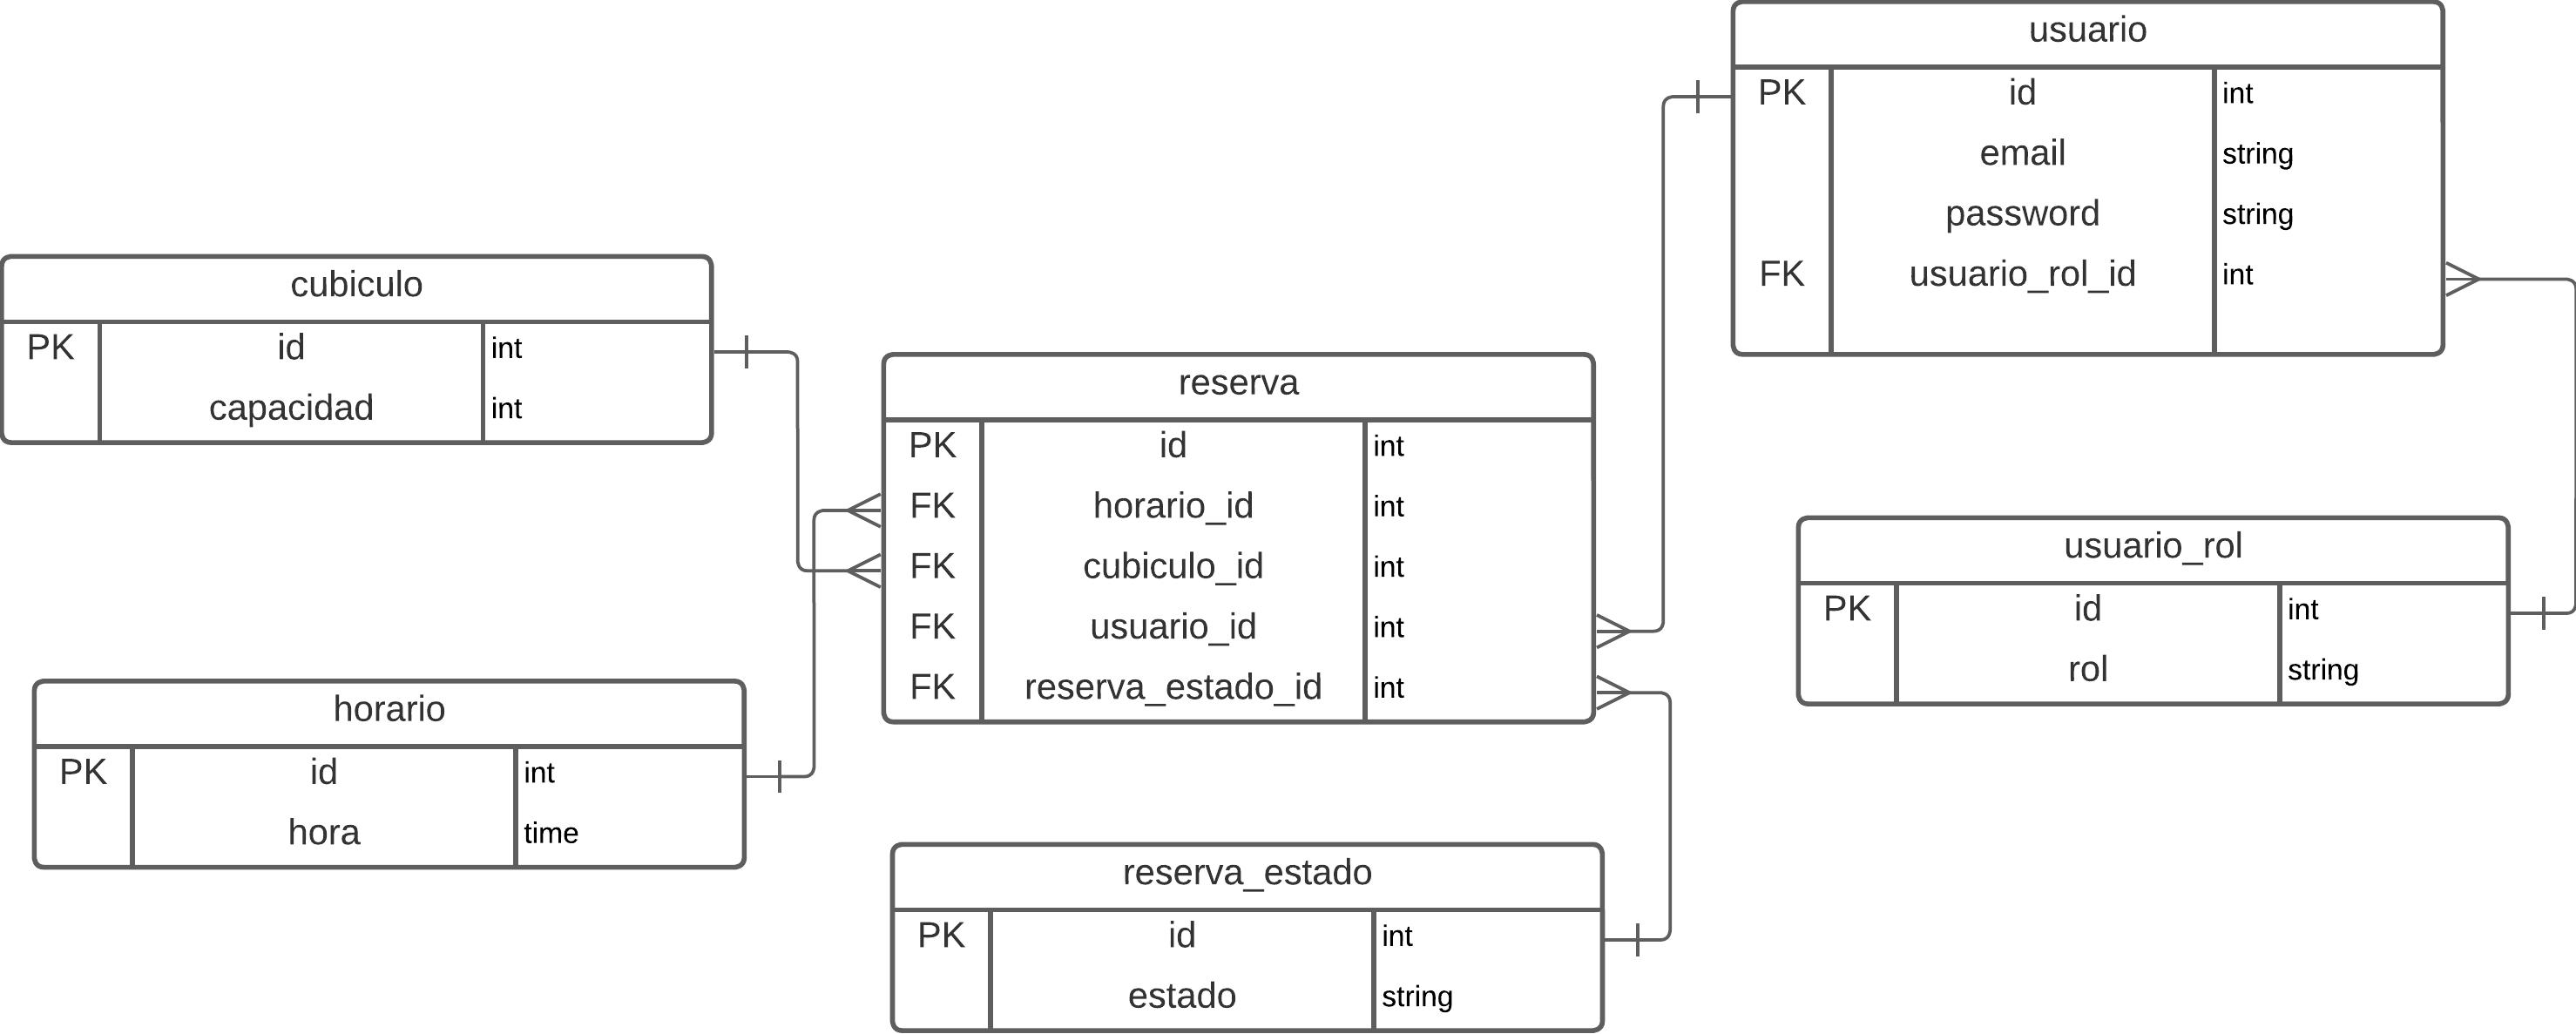 usuario
PK id int
email string
password string
FK usuario_rol_id int
cubiculo
PK id int
capacidad int
reserva
PK id int
FK horario_id int
FK cubiculo_id int
FK usuario_id int
FK reserva_estado_id int
usuario_rol
PK id int
rol string
horario
PK id int
hora time
reserva_estado
PK id int
estado string